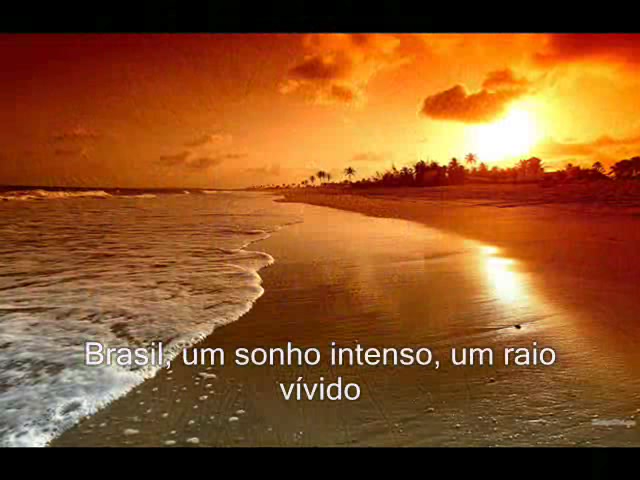 Brasil, um sonho intenso, um raio
vívido